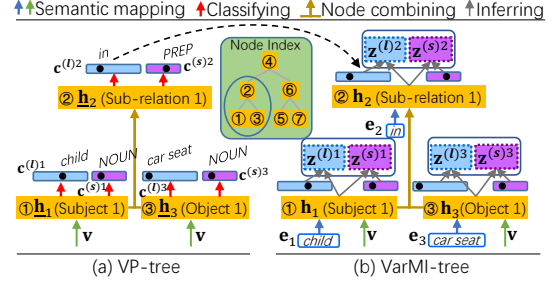 Semantic mapping Classifying Node combining Inferring
in PREP
c^(l)2 c^(s)2
② h₂ (Sub-relation 1)
Node Index
④
② ⑥
① ③ ⑤ ⑦
z^(l)2 z^(s)2
② h₂ (Sub-relation 1)
e₂ in
child NOUN car seat NOUN
c^(l)1 c^(s)1 c^(l)3 c^(s)3
① h₁ (Subject 1) ③ h₃ (Object 1)
v v
z^(l)1 z^(s)1 z^(l)3 z^(s)3
① h₁ (Subject 1) ③ h₃(Object 1)
e₁ child v e₃ car seat v
(a) VP-tree (b) VarMI-tree